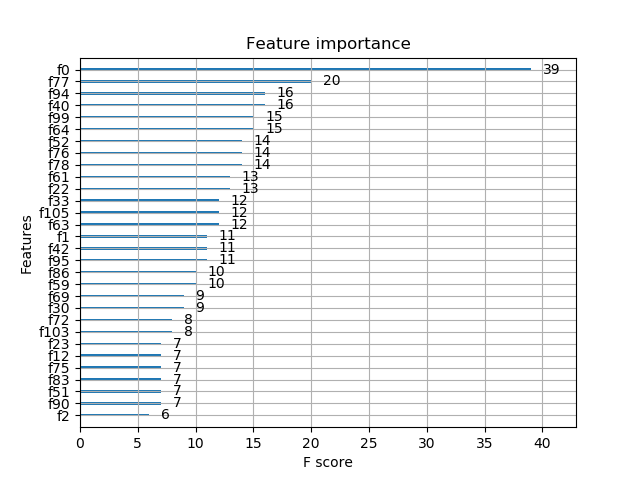 Feature importance
Features
f0 39
f77 20
f94 16
f40 16
f99 15
f64 15
f52 14
f76 14
f78 14
f61 13
f22 13
f33 12
f105 12
f63 12
f1 11
f42 11
f95 11
f86 10
f59 10
f69 9
f30 9
f72 8
f103 8
f23 7
f12 7
f75 7
f83 7
f51 7
f90 7
f2 6
0 5 10 15 20 25 30 35 40
F score